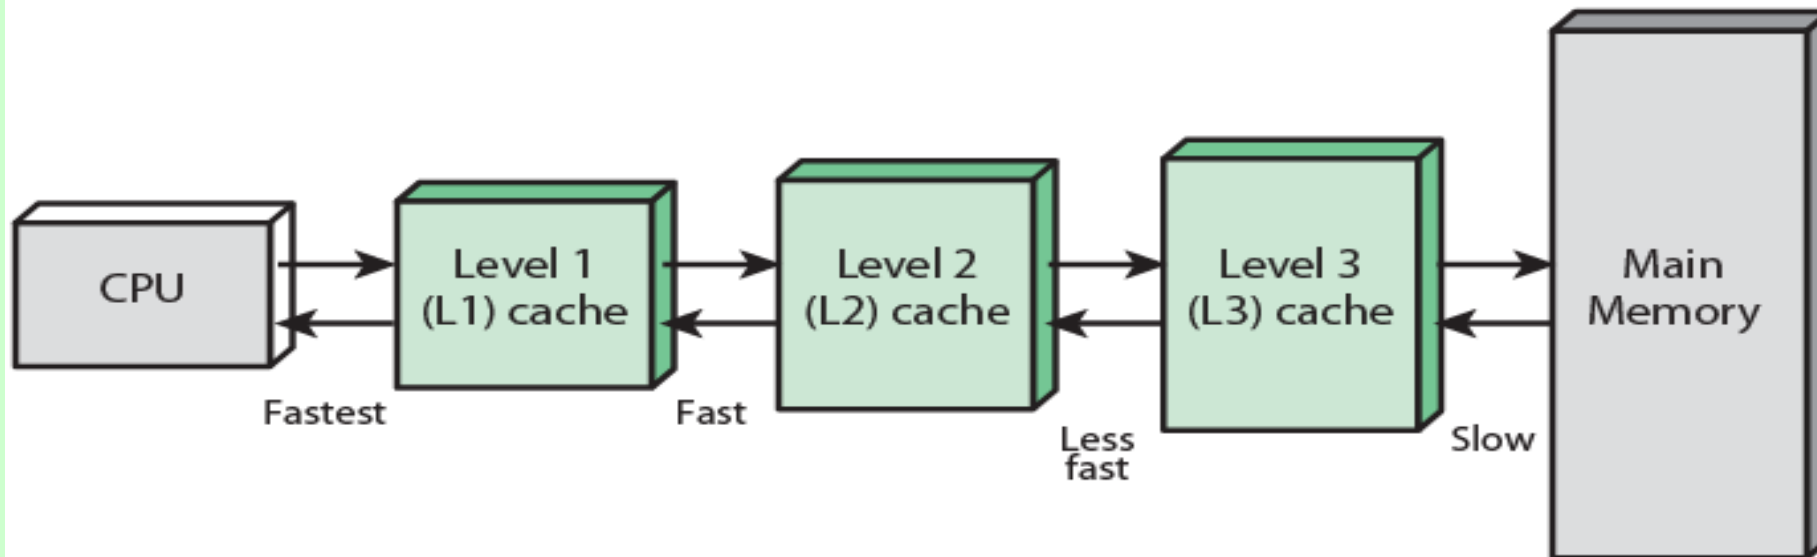 CPU
Level 1
(L1) cache
Level 2
(L2) cache
Level 3
(L3) cache
Main
Memory
Fastest
Fast
Less
fast
Slow